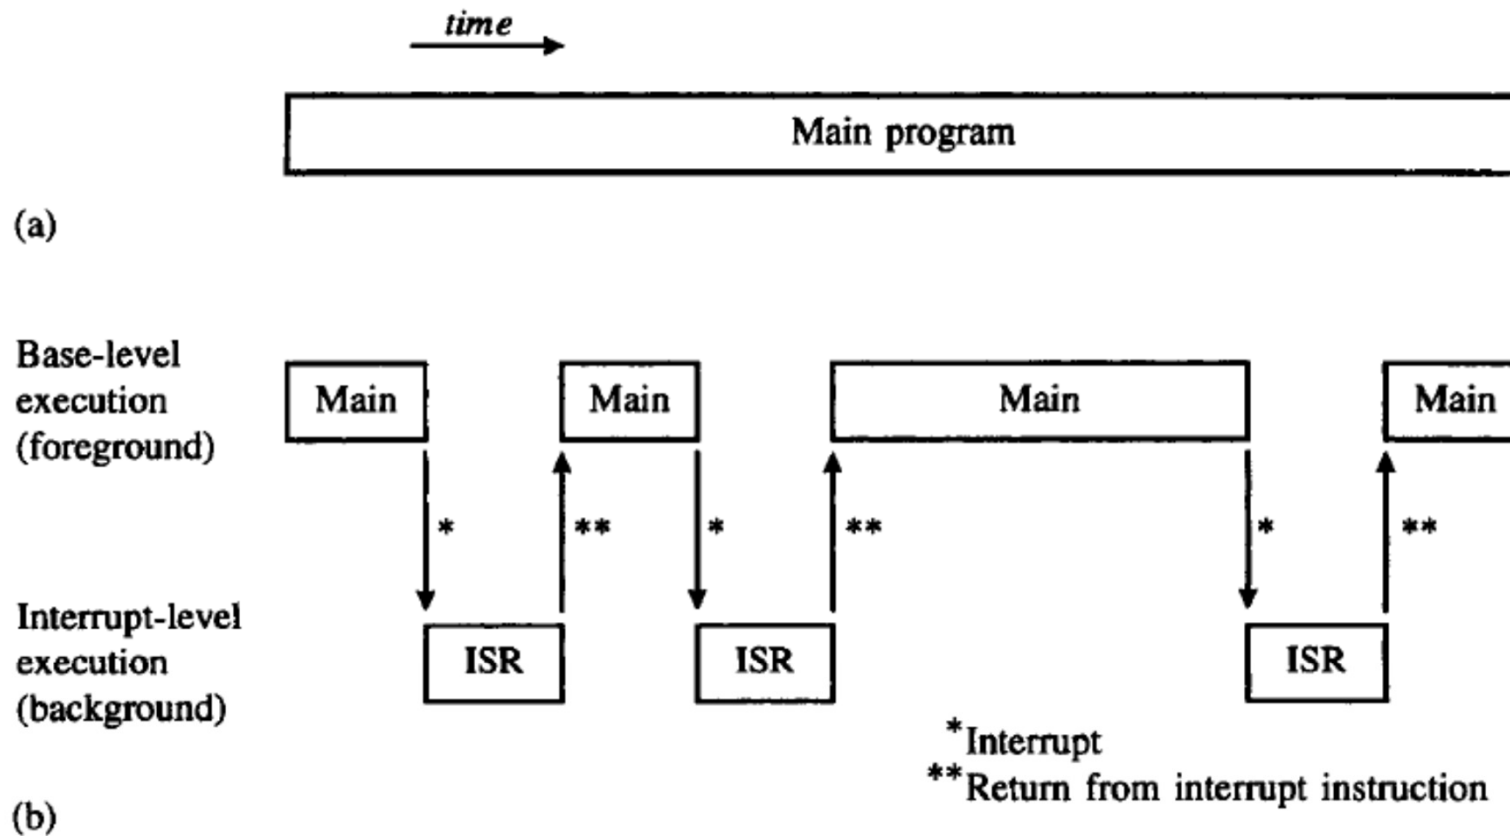 time
Main program
(a)
Base-level
execution
(foreground)
Main
Main
Main
Main
*
**
*
**
*
**
Interrupt-level
execution
(background)
ISR
ISR
ISR
*Interrupt
**Return from interrupt instruction
(b)